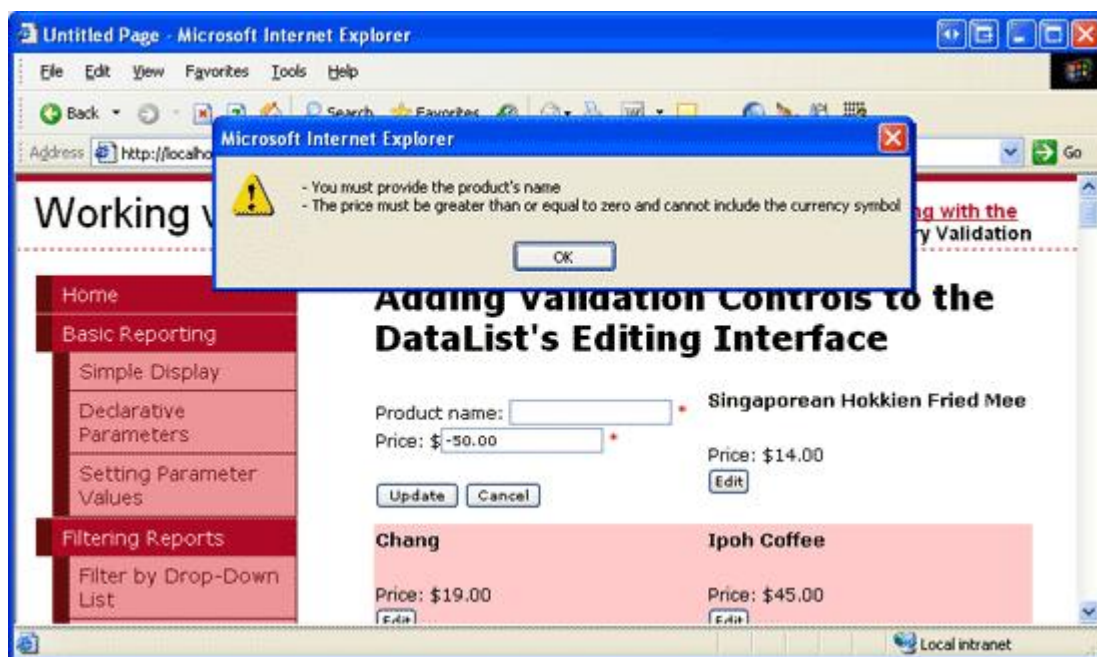 Untitled Page - Microsoft Internet Explorer
File Edit View Favorites Tools Help
Back Search Favorites
Address http://localho Go
Microsoft Internet Explorer
- You must provide the product's name
- The price must be greater than or equal to zero and cannot include the currency symbol
OK
Working
ng with the
ry Validation
Home
Basic Reporting
Simple Display
Declarative
Parameters
Setting Parameter
Values
Filtering Reports
Filter by Drop-Down
List
Adding Validation Controls to the
DataList's Editing Interface
Product name: *
Price: $ -50.00 *
Update Cancel
Singaporean Hokkien Fried Mee
Price: $14.00
Edit
Chang
Price: $19.00
Edit
Ipoh Coffee
Price: $45.00
Edit
Local intranet